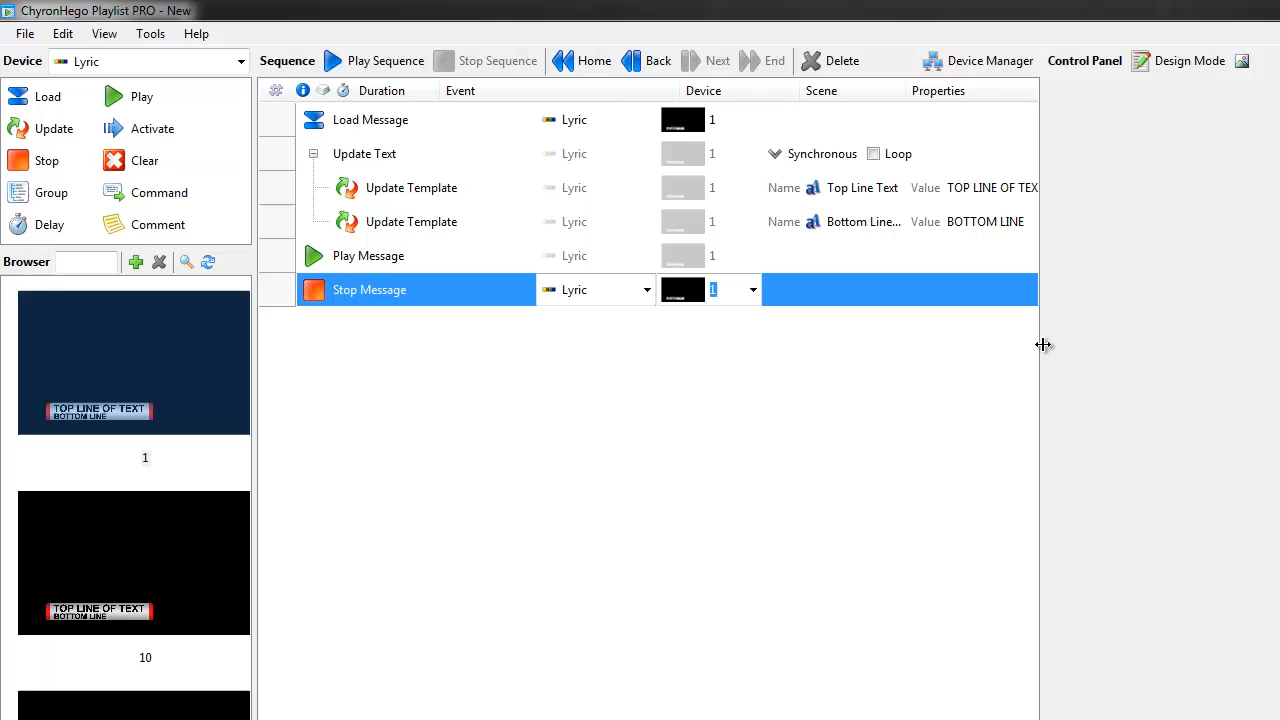 ChyronHego Playlist PRO - New
File Edit View Tools Help
Device Lyric Sequence Play Sequence Stop Sequence Home Back Next End Delete Device Manager Control Panel Design Mode
# Duration Event Device Scene Properties
Load Play
Update Activate
Stop Clear
Group Command
Delay Comment
Load Message Lyric 1
Update Text Lyric 1 Synchronous Loop
Update Template Lyric 1 Name Top Line Text Value TOP LINE OF TEX
Update Template Lyric 1 Name Bottom Line... Value BOTTOM LINE
Play Message Lyric 1
Stop Message Lyric 1
Browser
TOP LINE OF TEXT
BOTTOM LINE
1
TOP LINE OF TEXT
BOTTOM LINE
10